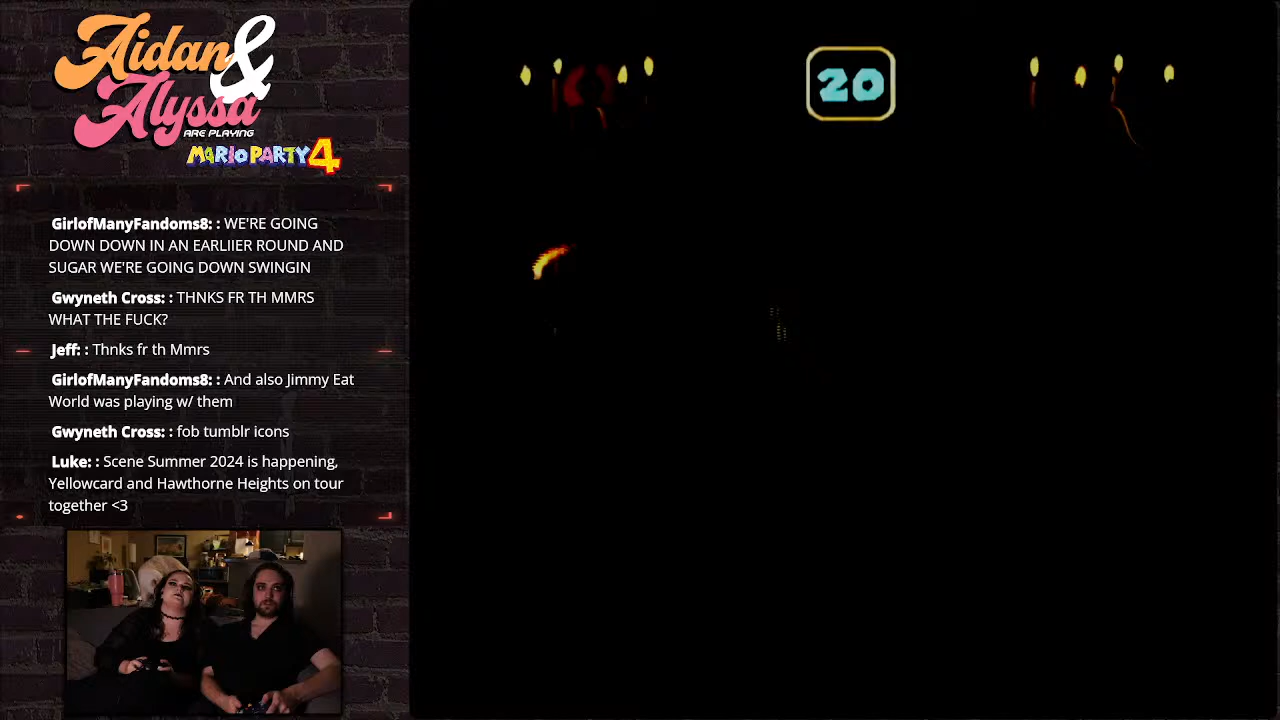 Aidan &
Alyssa
ARE PLAYING
MARIO PARTY 4
20
GirlofManyFandoms8: : WE'RE GOING
DOWN DOWN IN AN EARLIIER ROUND AND
SUGAR WE'RE GOING DOWN SWINGIN
Gwyneth Cross: : THNKS FR TH MMRS
WHAT THE FUCK?
Jeff: : Thnks fr th Mmrs
GirlofManyFandoms8: : And also Jimmy Eat
World was playing w/ them
Gwyneth Cross: : fob tumblr icons
Luke: : Scene Summer 2024 is happening,
Yellowcard and Hawthorne Heights on tour
together <3